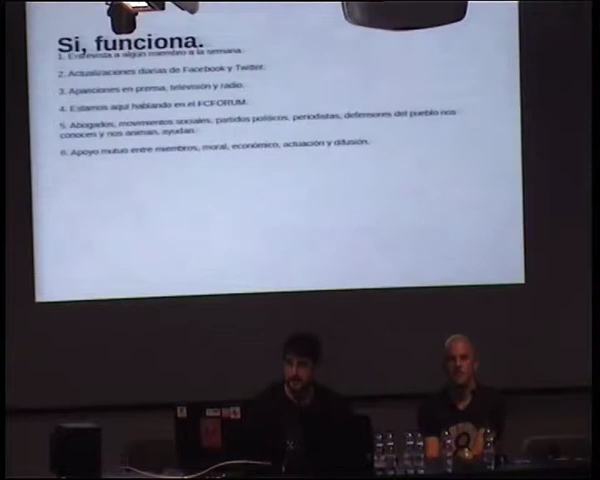 Si, funciona.
1. Entrevista a algún miembro a la semana.
2. Actualizaciones diarias de Facebook y Twitter.
3. Apariciones en prensa, televisión y radio.
4. Estamos aquí hablando en el FCFORUM.
5. Abogados, movimientos sociales, partidos políticos, periodistas, defensores del pueblo nos
conocen y nos animan, ayudan.
6. Apoyo mutuo entre miembros, moral, económico, actuación y difusión.
8